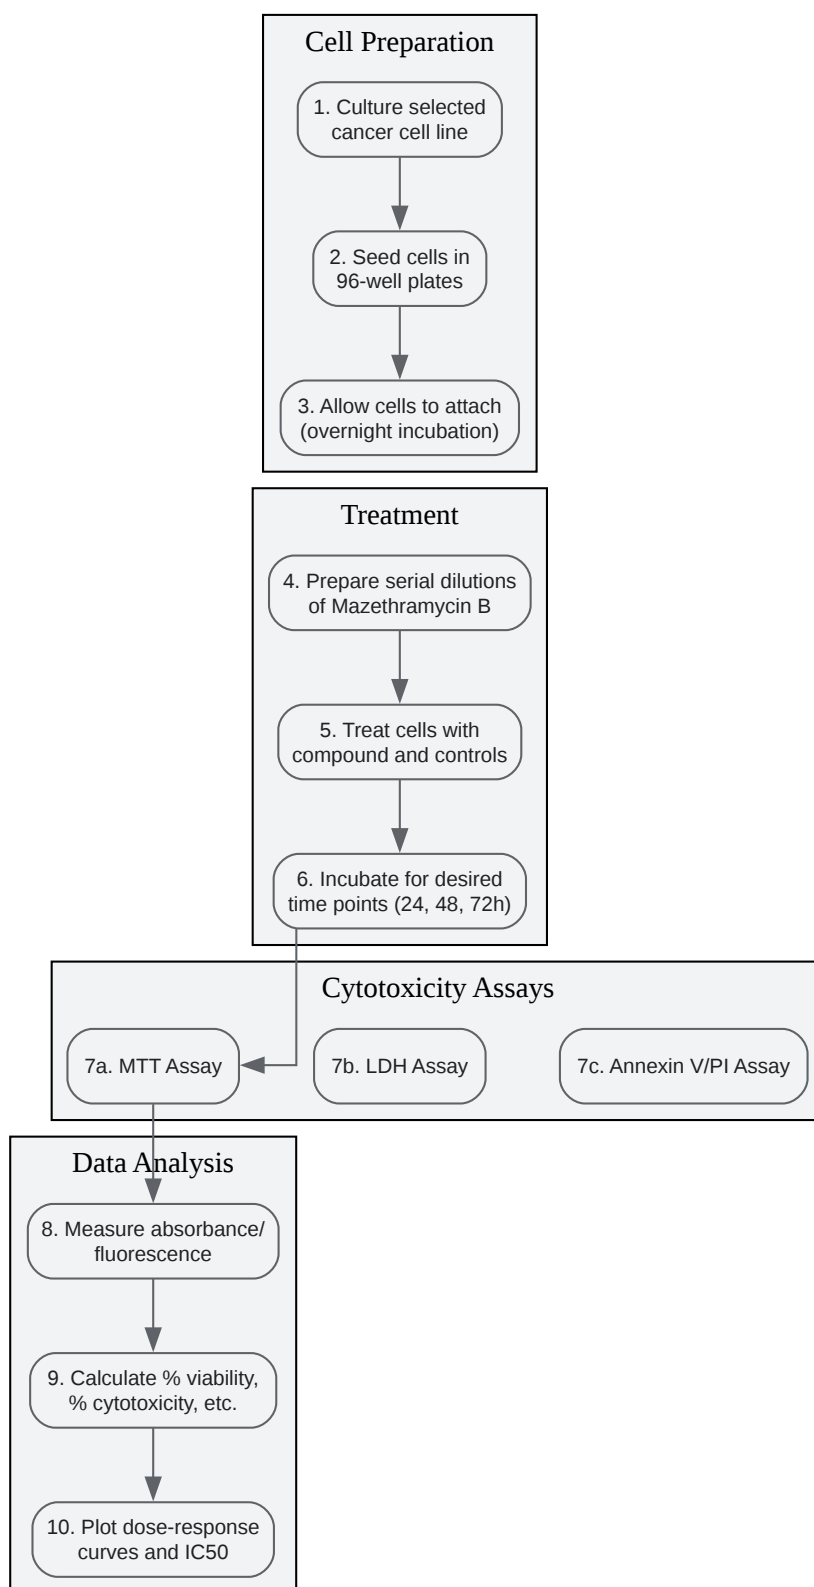 Cell Preparation
1. Culture selected
cancer cell line
2. Seed cells in
96-well plates
3. Allow cells to attach
(overnight incubation)
Treatment
4. Prepare serial dilutions
of Mazethramycin B
5. Treat cells with
compound and controls
6. Incubate for desired
time points (24, 48, 72h)
Cytotoxicity Assays
7a. MTT Assay
7b. LDH Assay
7c. Annexin V/PI Assay
Data Analysis
8. Measure absorbance/
fluorescence
9. Calculate % viability,
% cytotoxicity, etc.
10. Plot dose-response
curves and IC50